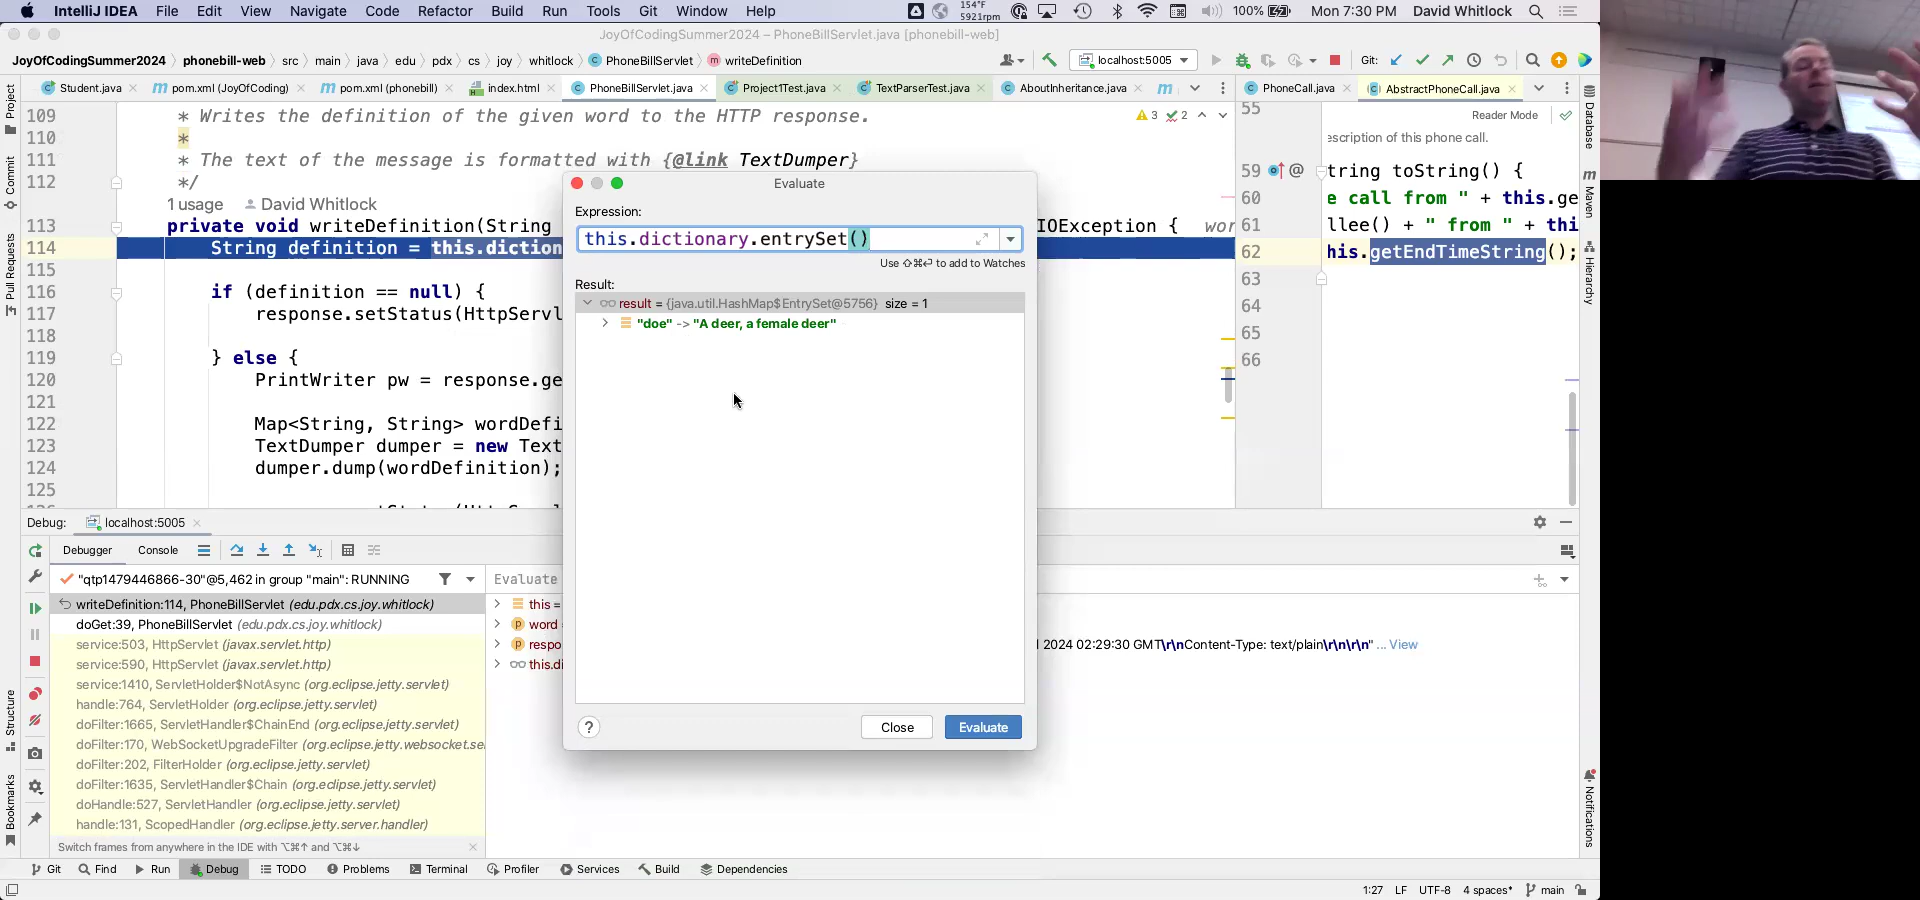 IntelliJ IDEA File Edit View Navigate Code Refactor Build Run Tools Git Window Help 154°F 5921rpm 100% Mon 7:30 PM David Whitlock
JoyOfCodingSummer2024 – PhoneBillServlet.java [phonebill-web]
JoyOfCodingSummer2024 phonebill-web src main java edu pdx cs joy whitlock PhoneBillServlet writeDefinition localhost:5005 Git:
Student.java pom.xml (JoyOfCoding) pom.xml (phonebill) index.html PhoneBillServlet.java Project1Test.java TextParserTest.java AboutInheritance.java PhoneCall.java AbstractPhoneCall.java
Project
Commit
Pull Requests
Structure
Bookmarks
109 * Writes the definition of the given word to the HTTP response.
110 *
111 * The text of the message is formatted with {@link TextDumper}
112 */
1 usage David Whitlock
113 private void writeDefinition(String
IOException { wor
114 String definition = this.diction
115
116 if (definition == null) {
117 response.setStatus(HttpServl
118
119 } else {
120 PrintWriter pw = response.ge
121
122 Map<String, String> wordDefi
123 TextDumper dumper = new Text
124 dumper.dump(wordDefinition);
125
3 2
55
Reader Mode
escription of this phone call.
59 tring toString() {
60 e call from " + this.ge
61 llee() + " from " + thi
62 his.getEndTimeString();
63
64
65
66
Database
Maven
Hierarchy
Notifications
Evaluate
Expression:
this.dictionary.entrySet()
Use ⇧⌘⏎ to add to Watches
Result:
result = {java.util.HashMap$EntrySet@5756} size = 1
"doe" -> "A deer, a female deer"
? Close Evaluate
Debug: localhost:5005
Debugger Console
"qtp1479446866-30"@5,462 in group "main": RUNNING
writeDefinition:114, PhoneBillServlet (edu.pdx.cs.joy.whitlock)
doGet:39, PhoneBillServlet (edu.pdx.cs.joy.whitlock)
service:503, HttpServlet (javax.servlet.http)
service:590, HttpServlet (javax.servlet.http)
service:1410, ServletHolder$NotAsync (org.eclipse.jetty.servlet)
handle:764, ServletHolder (org.eclipse.jetty.servlet)
doFilter:1665, ServletHandler$ChainEnd (org.eclipse.jetty.servlet)
doFilter:170, WebSocketUpgradeFilter (org.eclipse.jetty.websocket.se
doFilter:202, FilterHolder (org.eclipse.jetty.servlet)
doFilter:1635, ServletHandler$Chain (org.eclipse.jetty.servlet)
doHandle:527, ServletHandler (org.eclipse.jetty.servlet)
handle:131, ScopedHandler (org.eclipse.jetty.server.handler)
Switch frames from anywhere in the IDE with ⌥⌘↑ and ⌥⌘↓
Evaluate
this =
word
respo
this.di
2024 02:29:30 GMT\r\nContent-Type: text/plain\r\n\r\n" ... View
Git Find Run Debug TODO Problems Terminal Profiler Services Build Dependencies
1:27 LF UTF-8 4 spaces* main